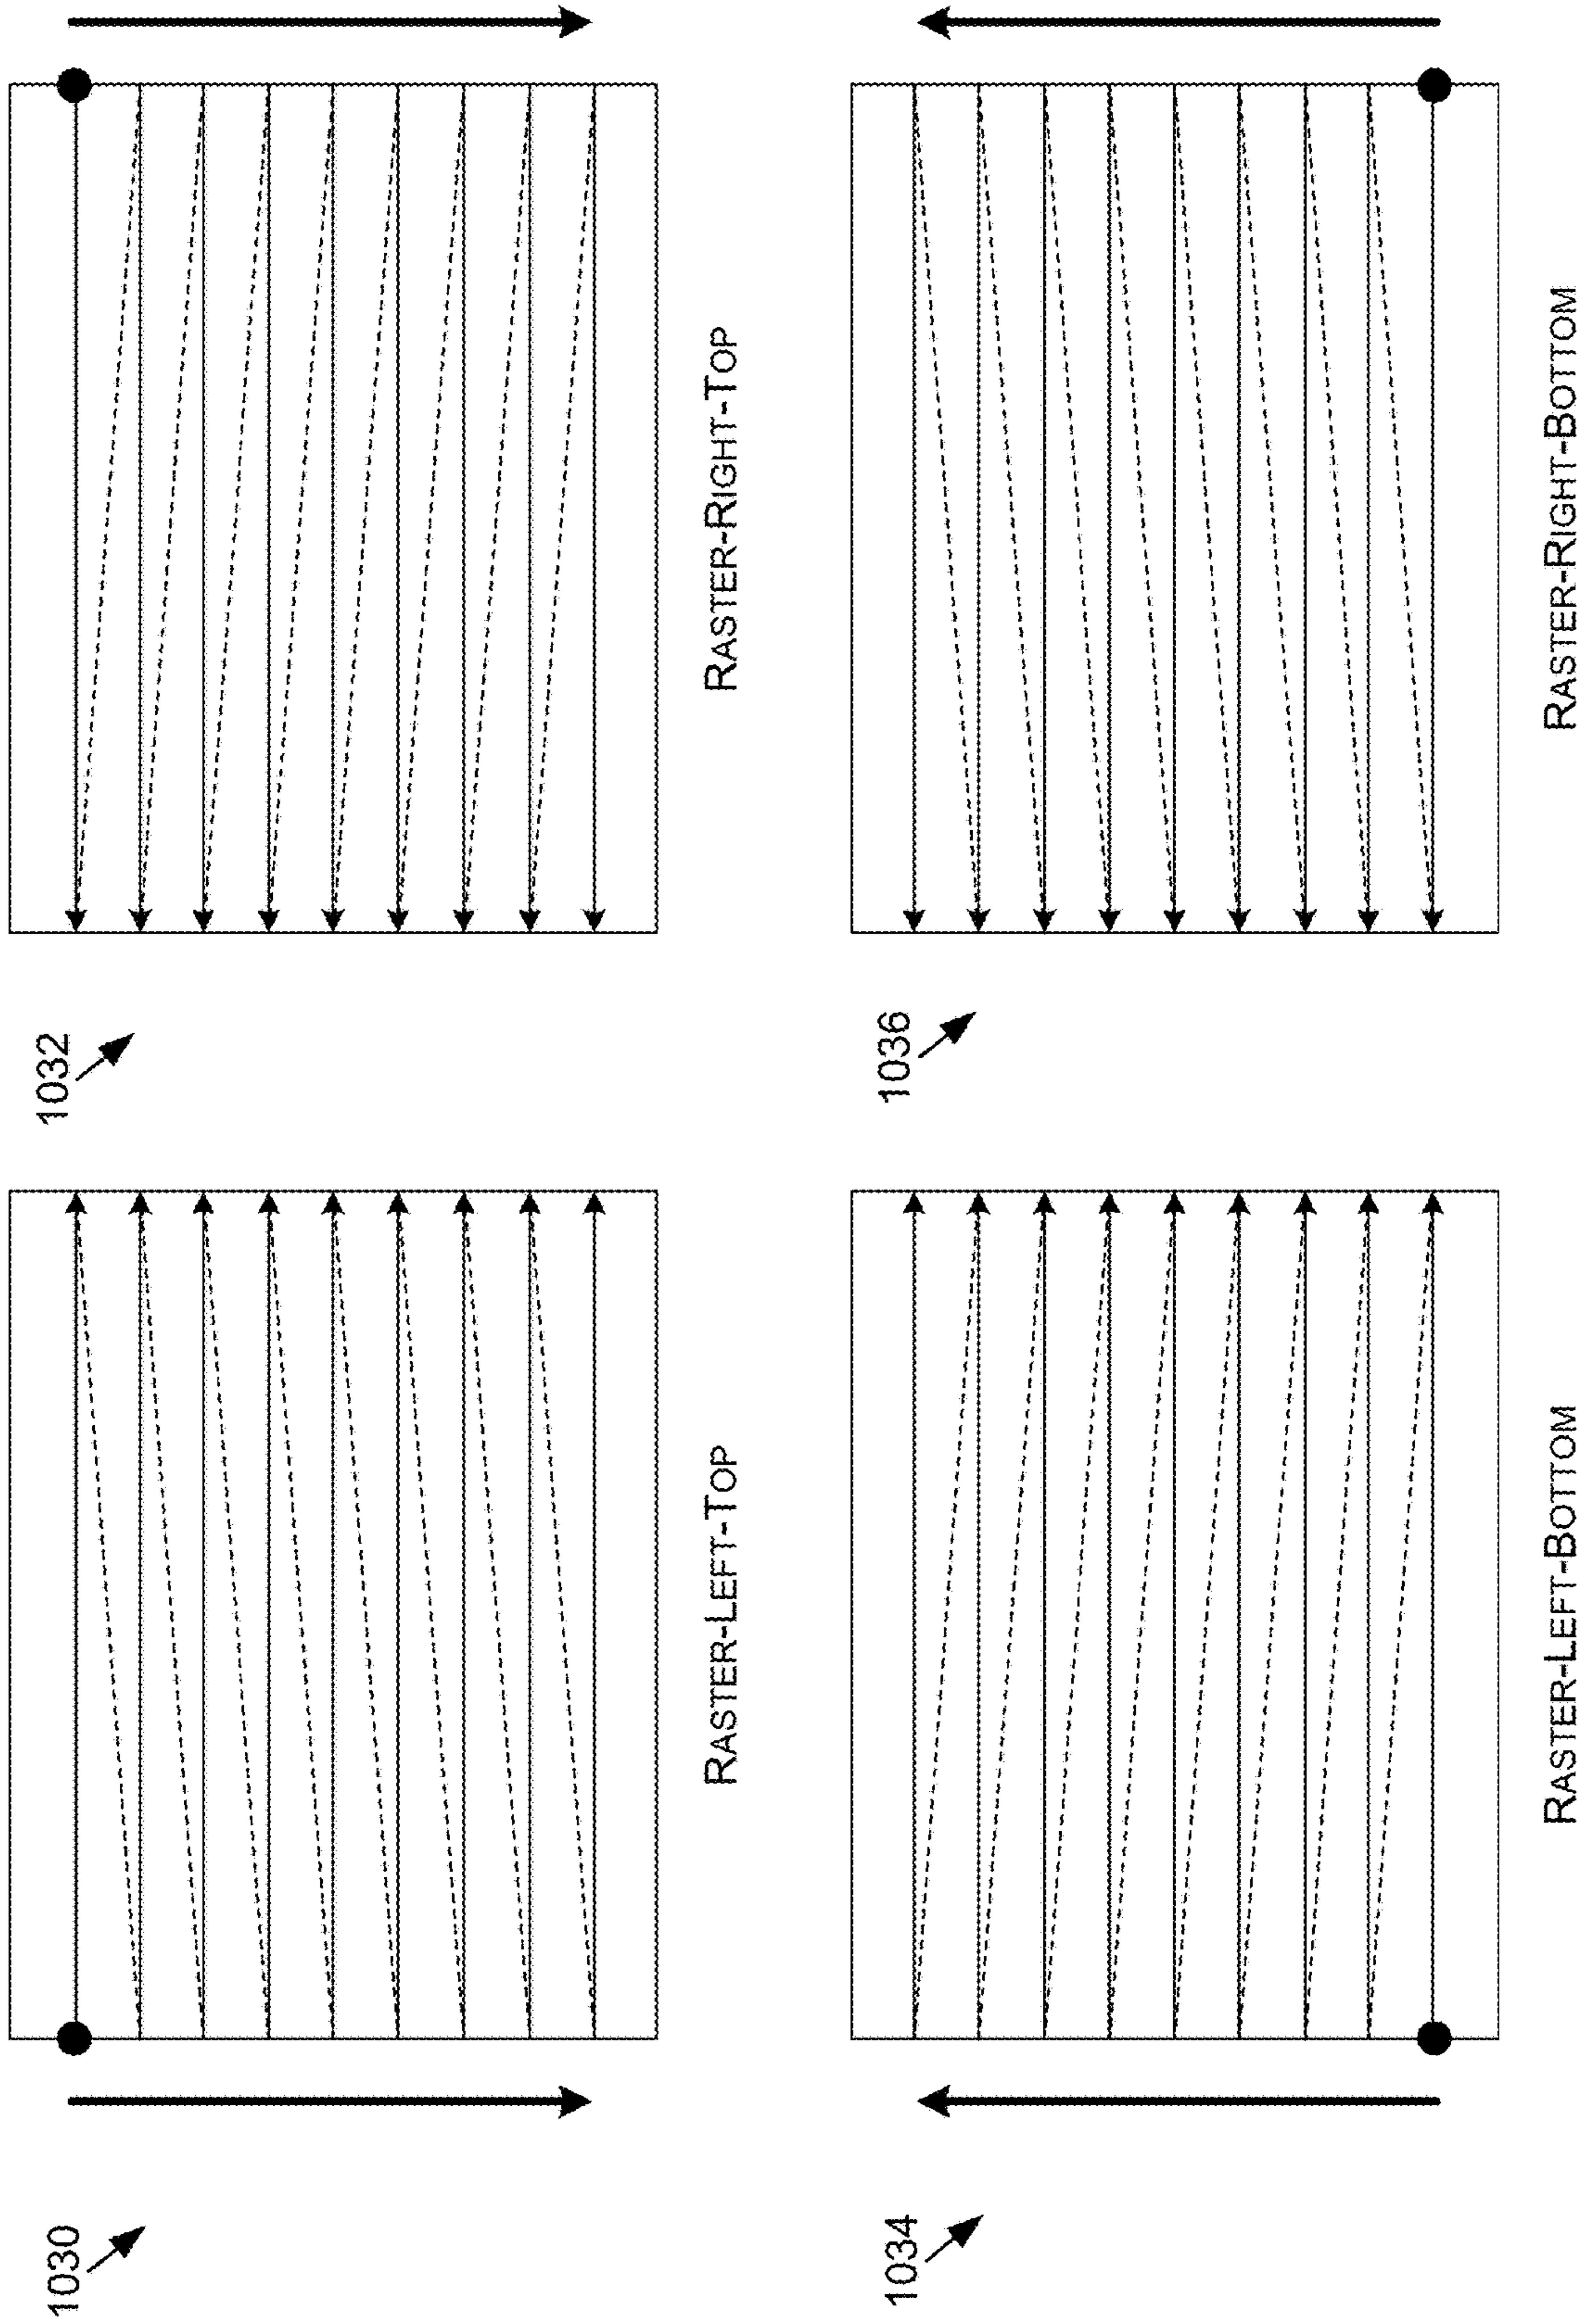 1030
1032
RASTER-LEFT-TOP
RASTER-RIGHT-TOP
1034
1036
RASTER-LEFT-BOTTOM
RASTER-RIGHT-BOTTOM